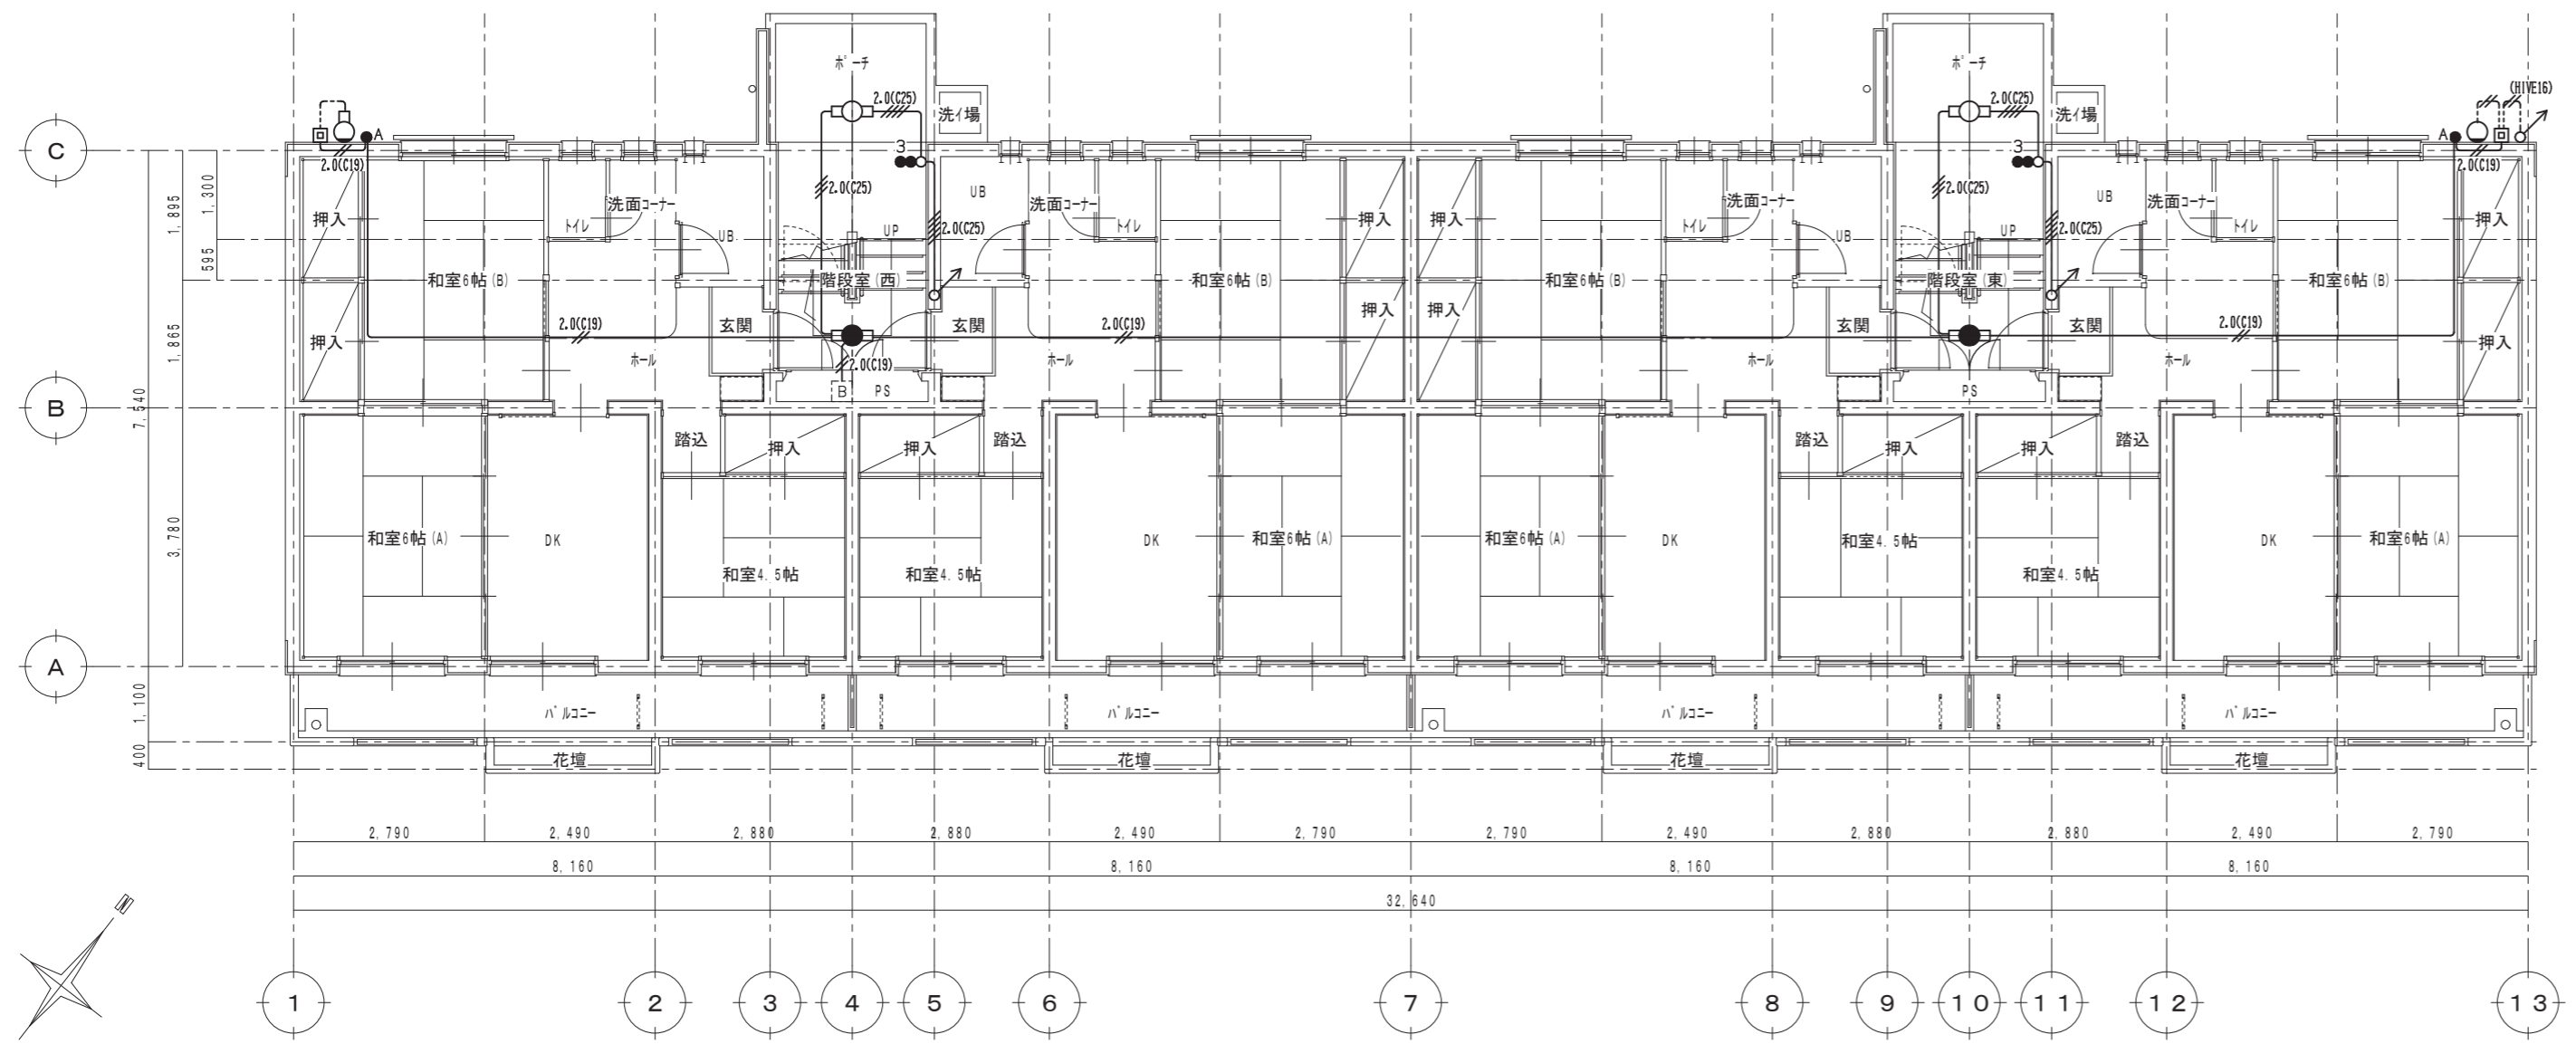 ポーチ
ポーチ
2.0(C25)
2.0(C25)
(HIVE16)
洗イ場
洗イ場
A
A
C
3
3
2.0(C19)
2.0(C19)
2.0(C25)
2.0(C25)
1,895
1,300
UB
UB
押入
トイレ
洗面コーナー
洗面コーナー
トイレ
押入
押入
トイレ
洗面コーナー
洗面コーナー
トイレ
押入
UB
UP
2.0(C25)
UB
UP
2.0(C25)
595
和室6帖(B)
階段室(西)
和室6帖(B)
和室6帖(B)
階段室(東)
和室6帖(B)
押入
押入
押入
押入
2.0(C19)
玄関
玄関
2.0(C19)
玄関
玄関
2.0(C19)
1,865
ホール
2.0(C19)
ホール
ホール
ホール
B
PS
PS
B
7,540
踏込
押入
押入
踏込
踏込
押入
押入
踏込
3,780
和室6帖(A)
DK
和室4.5帖
和室4.5帖
DK
和室6帖(A)
和室6帖(A)
DK
和室4.5帖
和室4.5帖
DK
和室6帖(A)
A
1,100
バルコニー
バルコニー
バルコニー
バルコニー
400
花壇
花壇
花壇
花壇
2,790
2,490
2,880
2,880
2,490
2,790
2,790
2,490
2,880
2,880
2,490
2,790
8,160
8,160
8,160
8,160
32,640
N
1
2
3
4
5
6
7
8
9
10
11
12
13